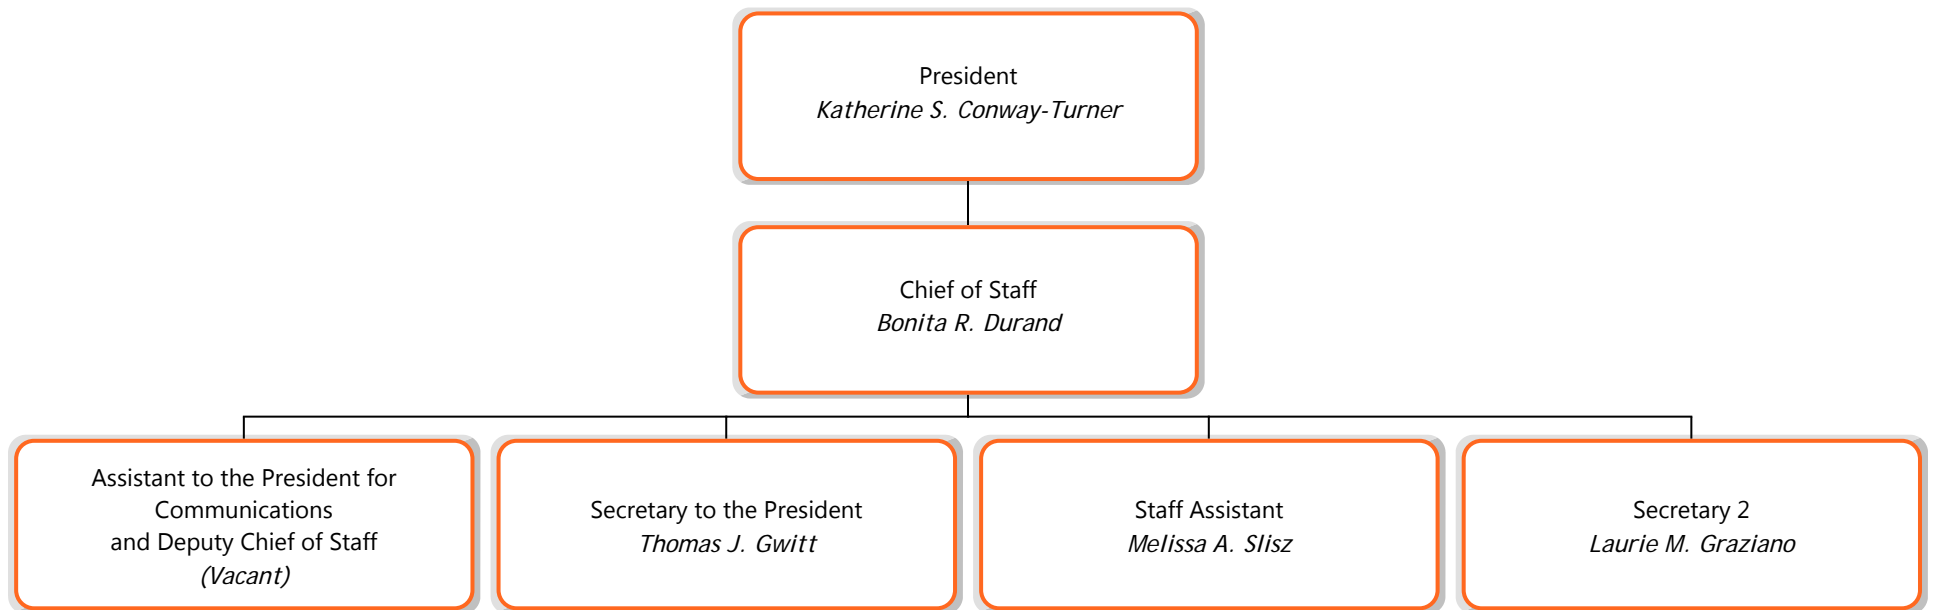 President
Katherine S. Conway-Turner
Chief of Staff
Bonita R. Durand
Assistant to the President for
Communications
and Deputy Chief of Staff
(Vacant)
Secretary to the President
Thomas J. Gwitt
Staff Assistant
Melissa A. Slisz
Secretary 2
Laurie M. Graziano